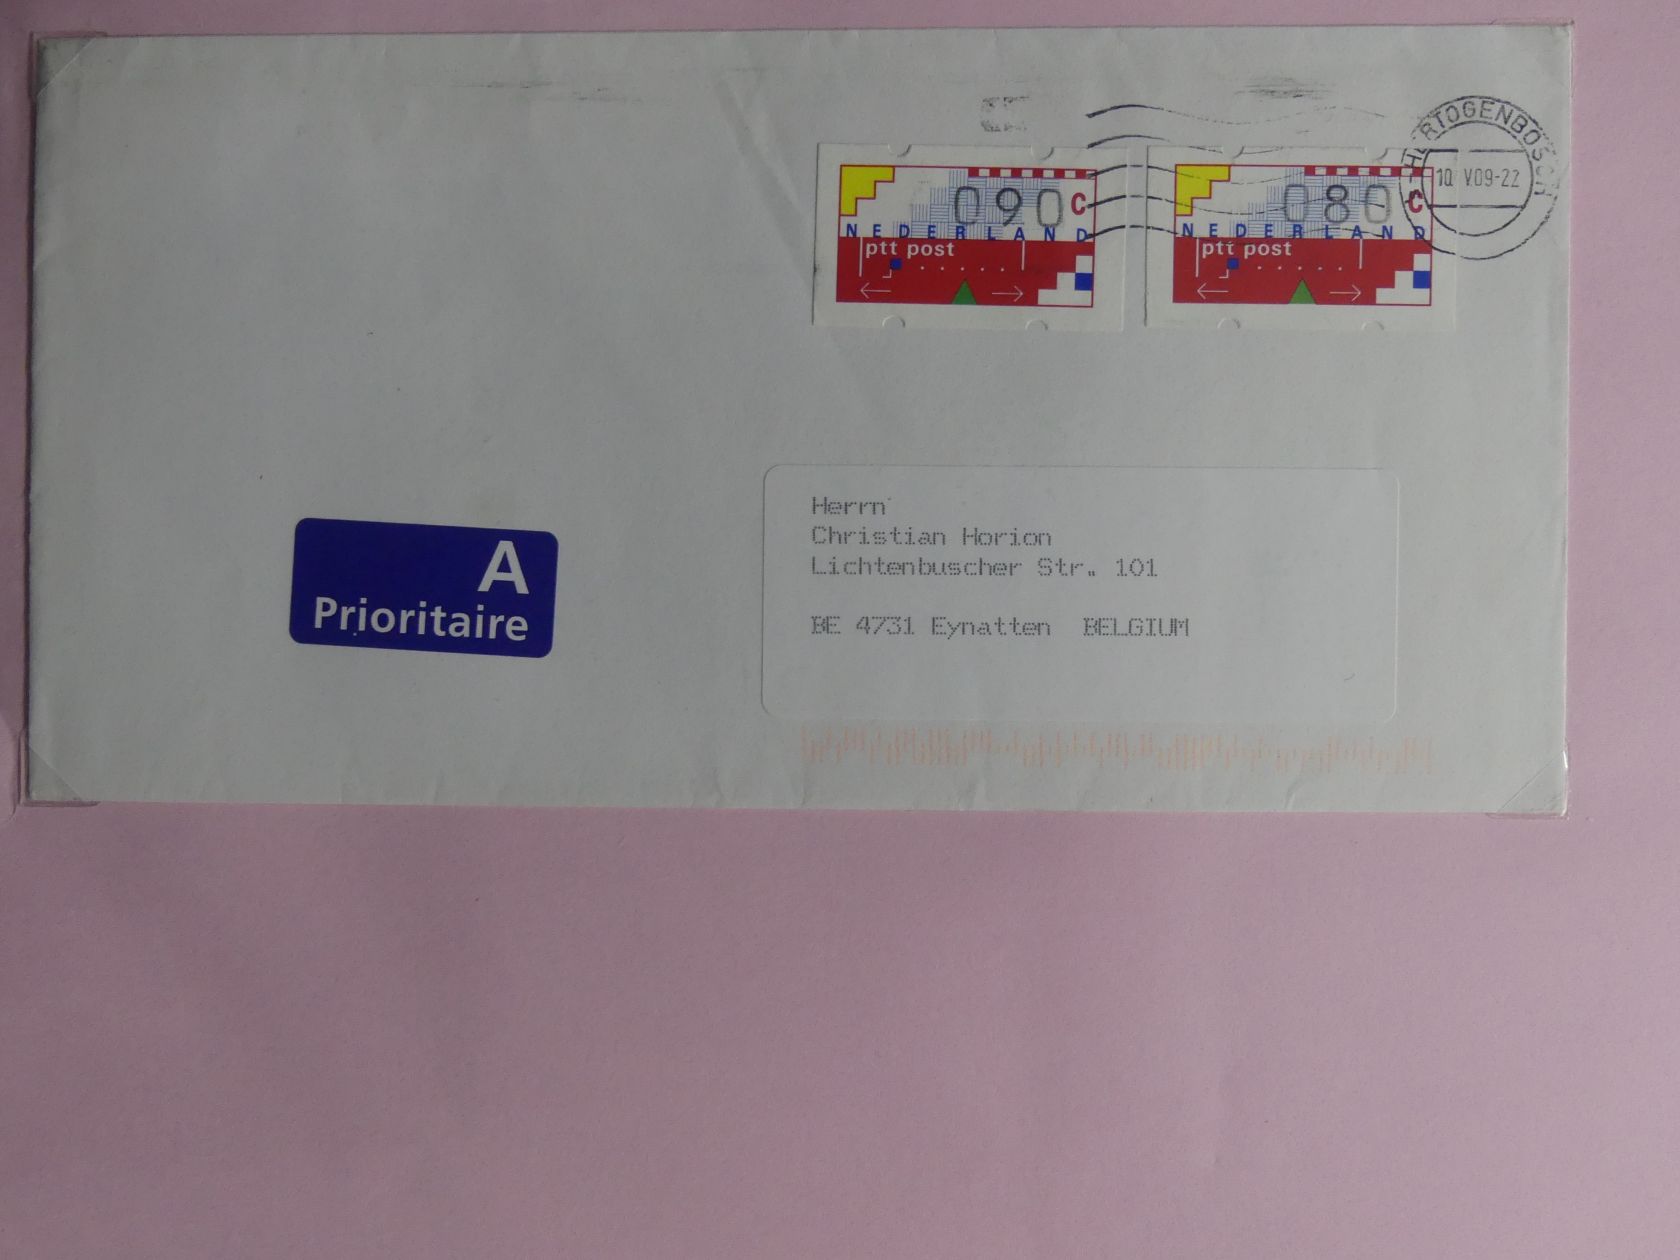 090 C
NEDERLAND
ptt post
080 C
NEDERLAND
ptt post
HERTOGENBOSCH
10 V09-22
A
Prioritaire
Herrn
Christian Horion
Lichtenbuscher Str. 101
BE 4731 Eynatten BELGIUM